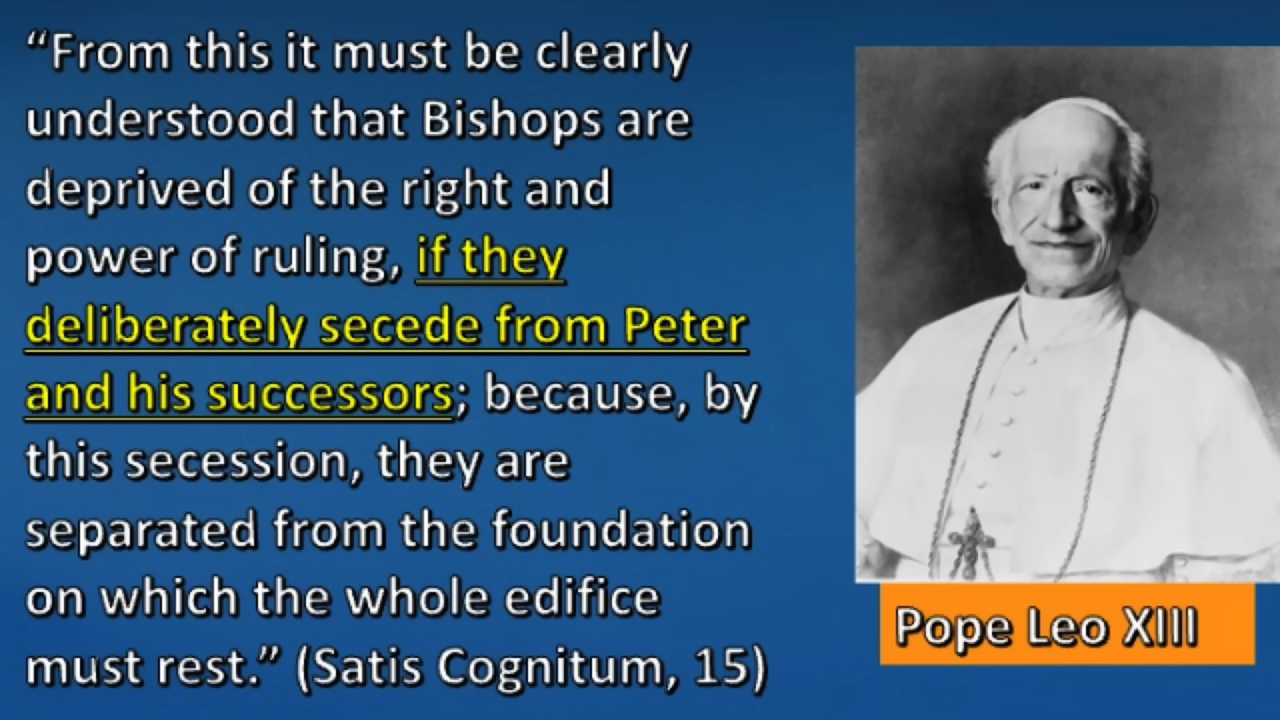 “From this it must be clearly
understood that Bishops are
deprived of the right and
power of ruling, if they
deliberately secede from Peter
and his successors; because, by
this secession, they are
separated from the foundation
on which the whole edifice
must rest.” (Satis Cognitum, 15)
Pope Leo XIII